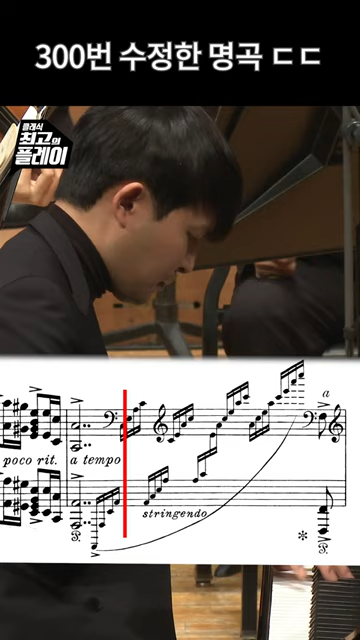 300번 수정한 명곡 ㄷㄷ
클래식
최고의
플레이
a
poco rit. a tempo
stringendo